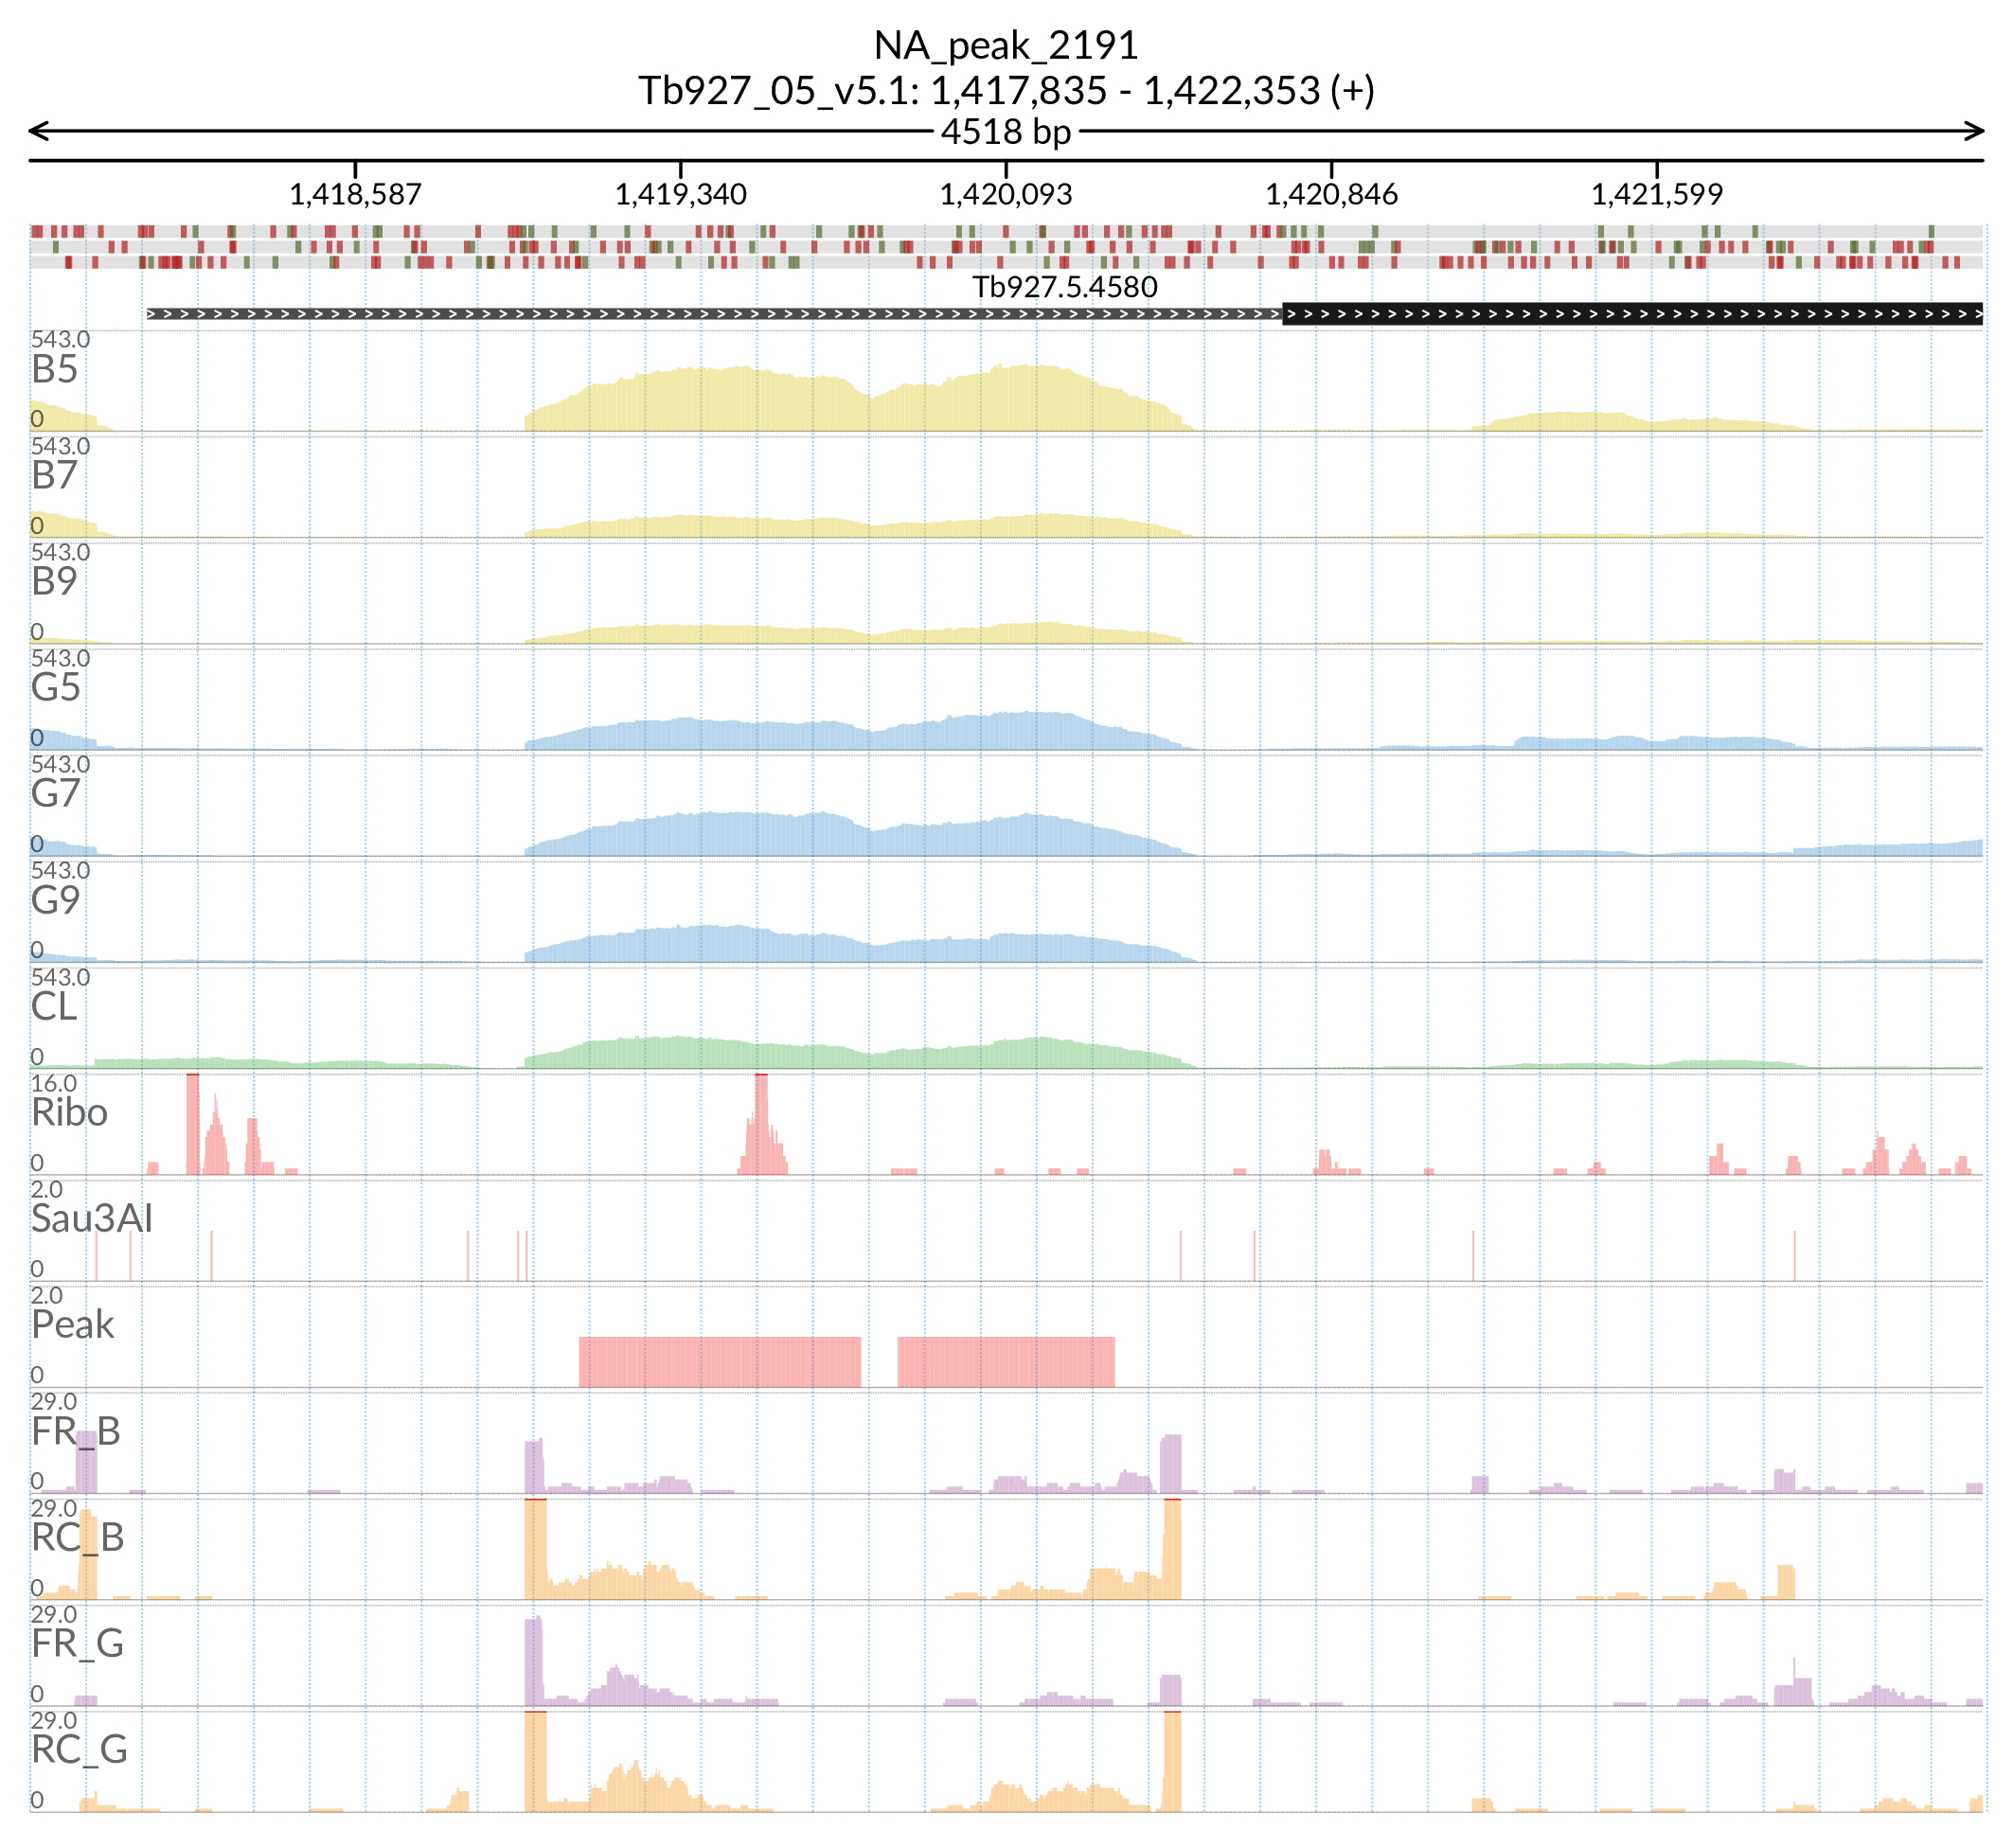 NA_peak_2191
Tb927_05_v5.1: 1,417,835 - 1,422,353 (+)
4518 bp
1,418,587 1,419,340 1,420,093 1,420,846 1,421,599
Tb927.5.4580
543.0
B5
0
543.0
B7
0
543.0
B9
0
543.0
G5
0
543.0
G7
0
543.0
G9
0
543.0
CL
0
16.0
Ribo
0
2.0
Sau3AI
0
2.0
Peak
0
29.0
FR_B
0
29.0
RC_B
0
29.0
FR_G
0
29.0
RC_G
0